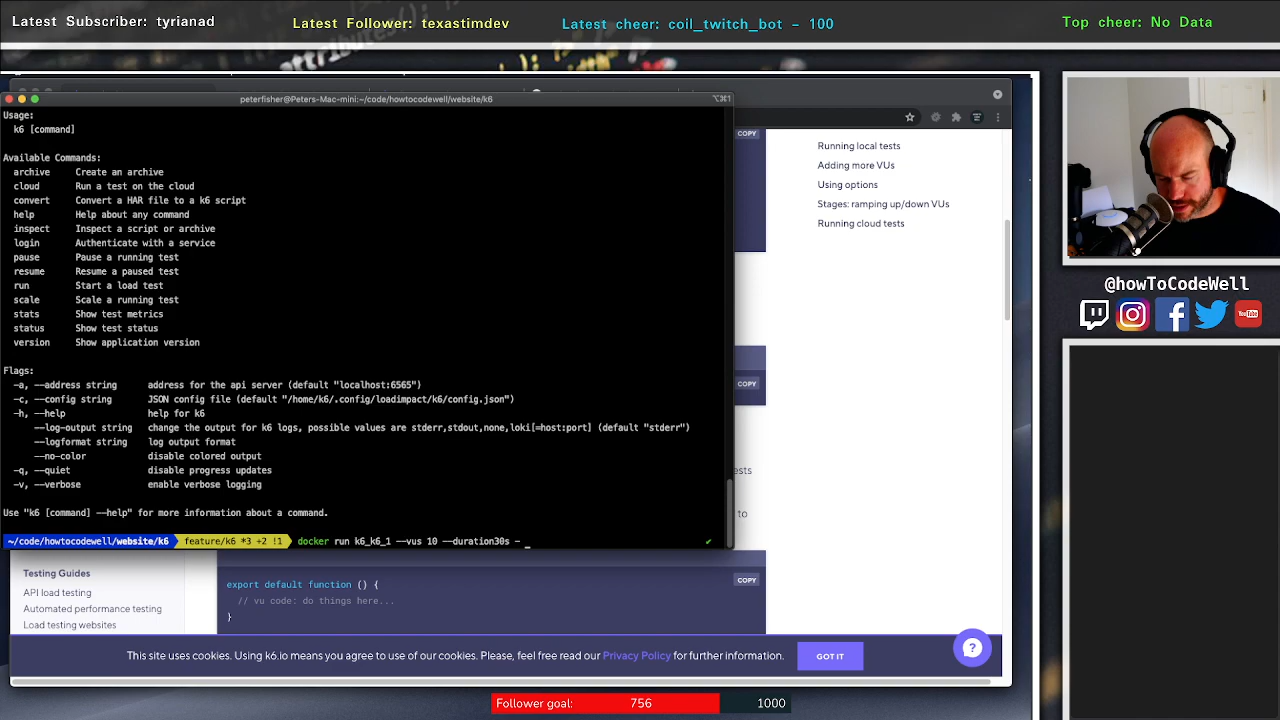 Latest Subscriber: tyrianad
Latest Follower: texastimdev
Latest cheer: coil_twitch_bot - 100
Top cheer: No Data
peterfisher@Peters-Mac-mini:~/code/howtocodewell/website/k6
⌥⌘1
Usage:
k6 [command]
Available Commands:
archive Create an archive
cloud Run a test on the cloud
convert Convert a HAR file to a k6 script
help Help about any command
inspect Inspect a script or archive
login Authenticate with a service
pause Pause a running test
resume Resume a paused test
run Start a load test
scale Scale a running test
stats Show test metrics
status Show test status
version Show application version
Flags:
-a, --address string address for the api server (default "localhost:6565")
-c, --config string JSON config file (default "/home/k6/.config/loadimpact/k6/config.json")
-h, --help help for k6
--log-output string change the output for k6 logs, possible values are stderr,stdout,none,loki[=host:port] (default "stderr")
--logformat string log output format
--no-color disable colored output
-q, --quiet disable progress updates
-v, --verbose enable verbose logging
Use "k6 [command] --help" for more information about a command.
~/code/howtocodewell/website/k6 feature/k6 *3 +2 !1 docker run k6_k6_1 --vus 10 --duration30s - _ ✔
COPY
Running local tests
Adding more VUs
Using options
Stages: ramping up/down VUs
Running cloud tests
COPY
ests
to
Testing Guides
API load testing
Automated performance testing
Load testing websites
COPY
export default function () {
// vu code: do things here...
}
This site uses cookies. Using k6.io means you agree to use of our cookies. Please, feel free read our Privacy Policy for further information.
GOT IT
?
@howToCodeWell
You Tube
Follower goal: 756 1000